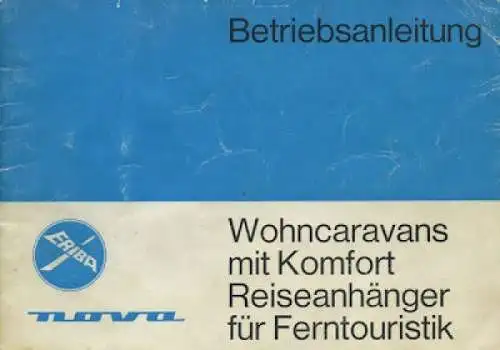 Betriebsanleitung
ERIBA
nova
Wohncaravans
mit Komfort
Reiseanhänger
für Ferntouristik